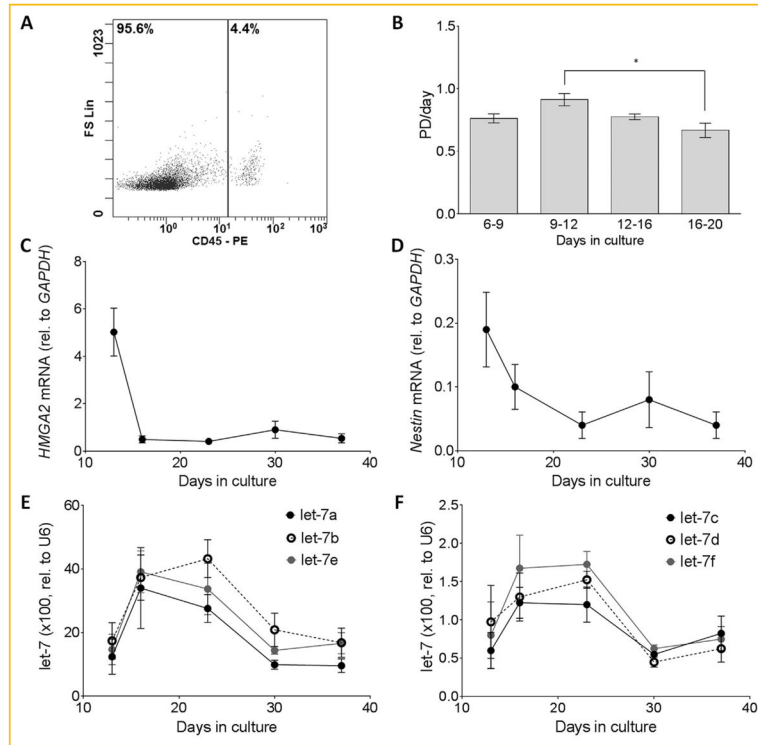 A
95.6%
4.4%
1023
FS Lin
0
10⁰ 10¹ 10² 10³
CD45 - PE
B
*
PD/day
1.5
1.0
0.5
0.0
6-9 9-12 12-16 16-20
Days in culture
C
HMGA2 mRNA (rel. to GAPDH)
8
6
4
2
0
10 20 30 40
Days in culture
D
Nestin mRNA (rel. to GAPDH)
0.3
0.2
0.1
0.0
10 20 30 40
Days in culture
E
let-7a
let-7b
let-7e
let-7 (x100, rel. to U6)
60
40
20
0
10 20 30 40
Days in culture
F
let-7c
let-7d
let-7f
let-7 (x100, rel. to U6)
2.5
2.0
1.5
1.0
0.5
0.0
10 20 30 40
Days in culture